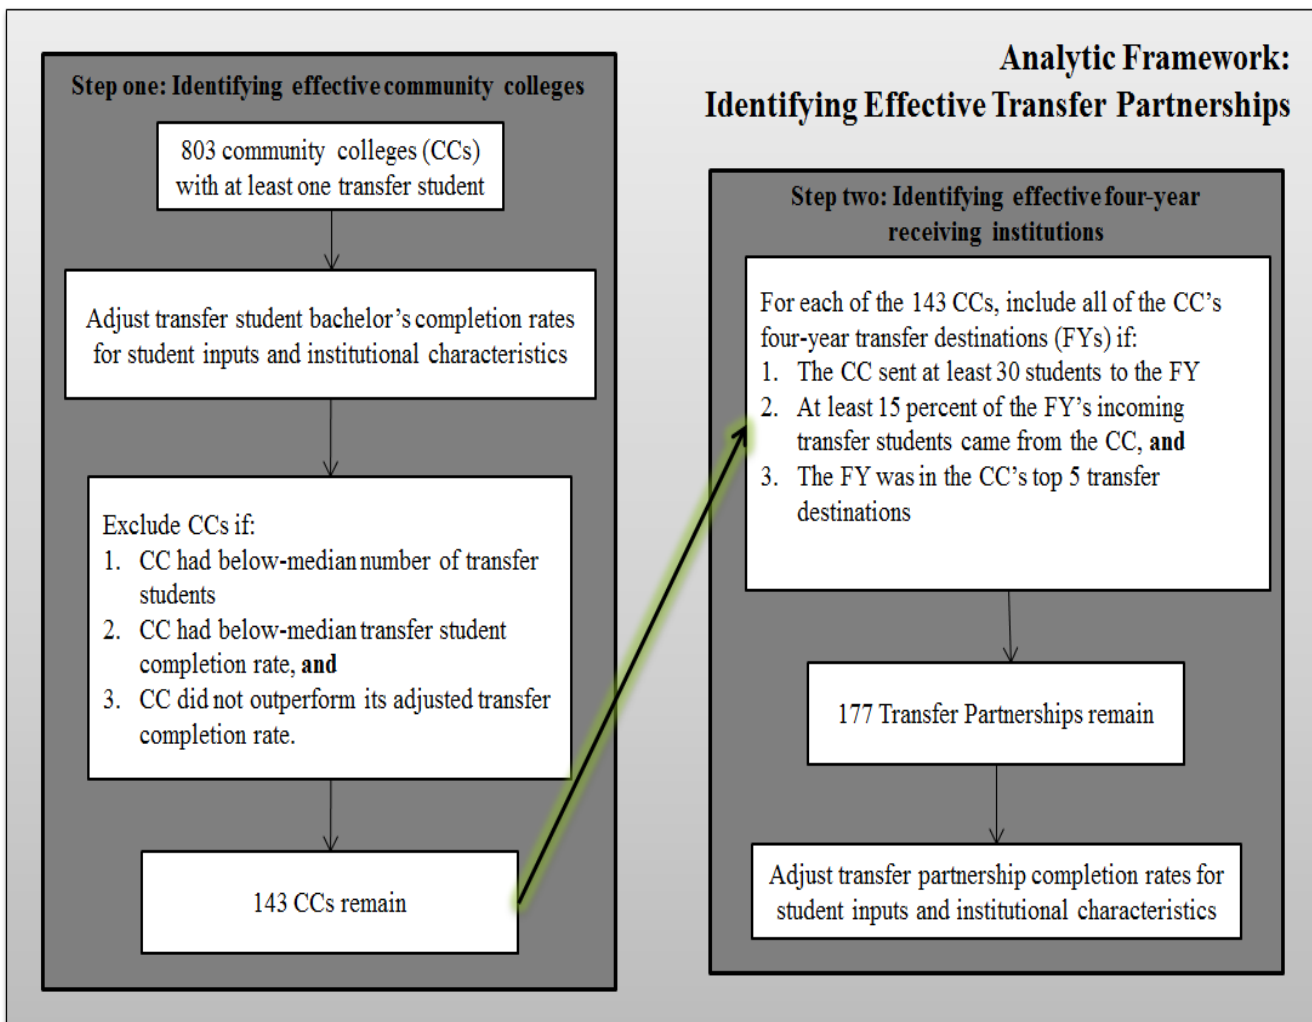 Analytic Framework:
Identifying Effective Transfer Partnerships
Step one: Identifying effective community colleges
803 community colleges (CCs)
with at least one transfer student
Adjust transfer student bachelor's completion rates
for student inputs and institutional characteristics
Exclude CCs if:
1. CC had below-median number of transfer
students
2. CC had below-median transfer student
completion rate, and
3. CC did not outperform its adjusted transfer
completion rate.
143 CCs remain
Step two: Identifying effective four-year
receiving institutions
For each of the 143 CCs, include all of the CC's
four-year transfer destinations (FYs) if:
1. The CC sent at least 30 students to the FY
2. At least 15 percent of the FY's incoming
transfer students came from the CC, and
3. The FY was in the CC's top 5 transfer
destinations
177 Transfer Partnerships remain
Adjust transfer partnership completion rates for
student inputs and institutional characteristics